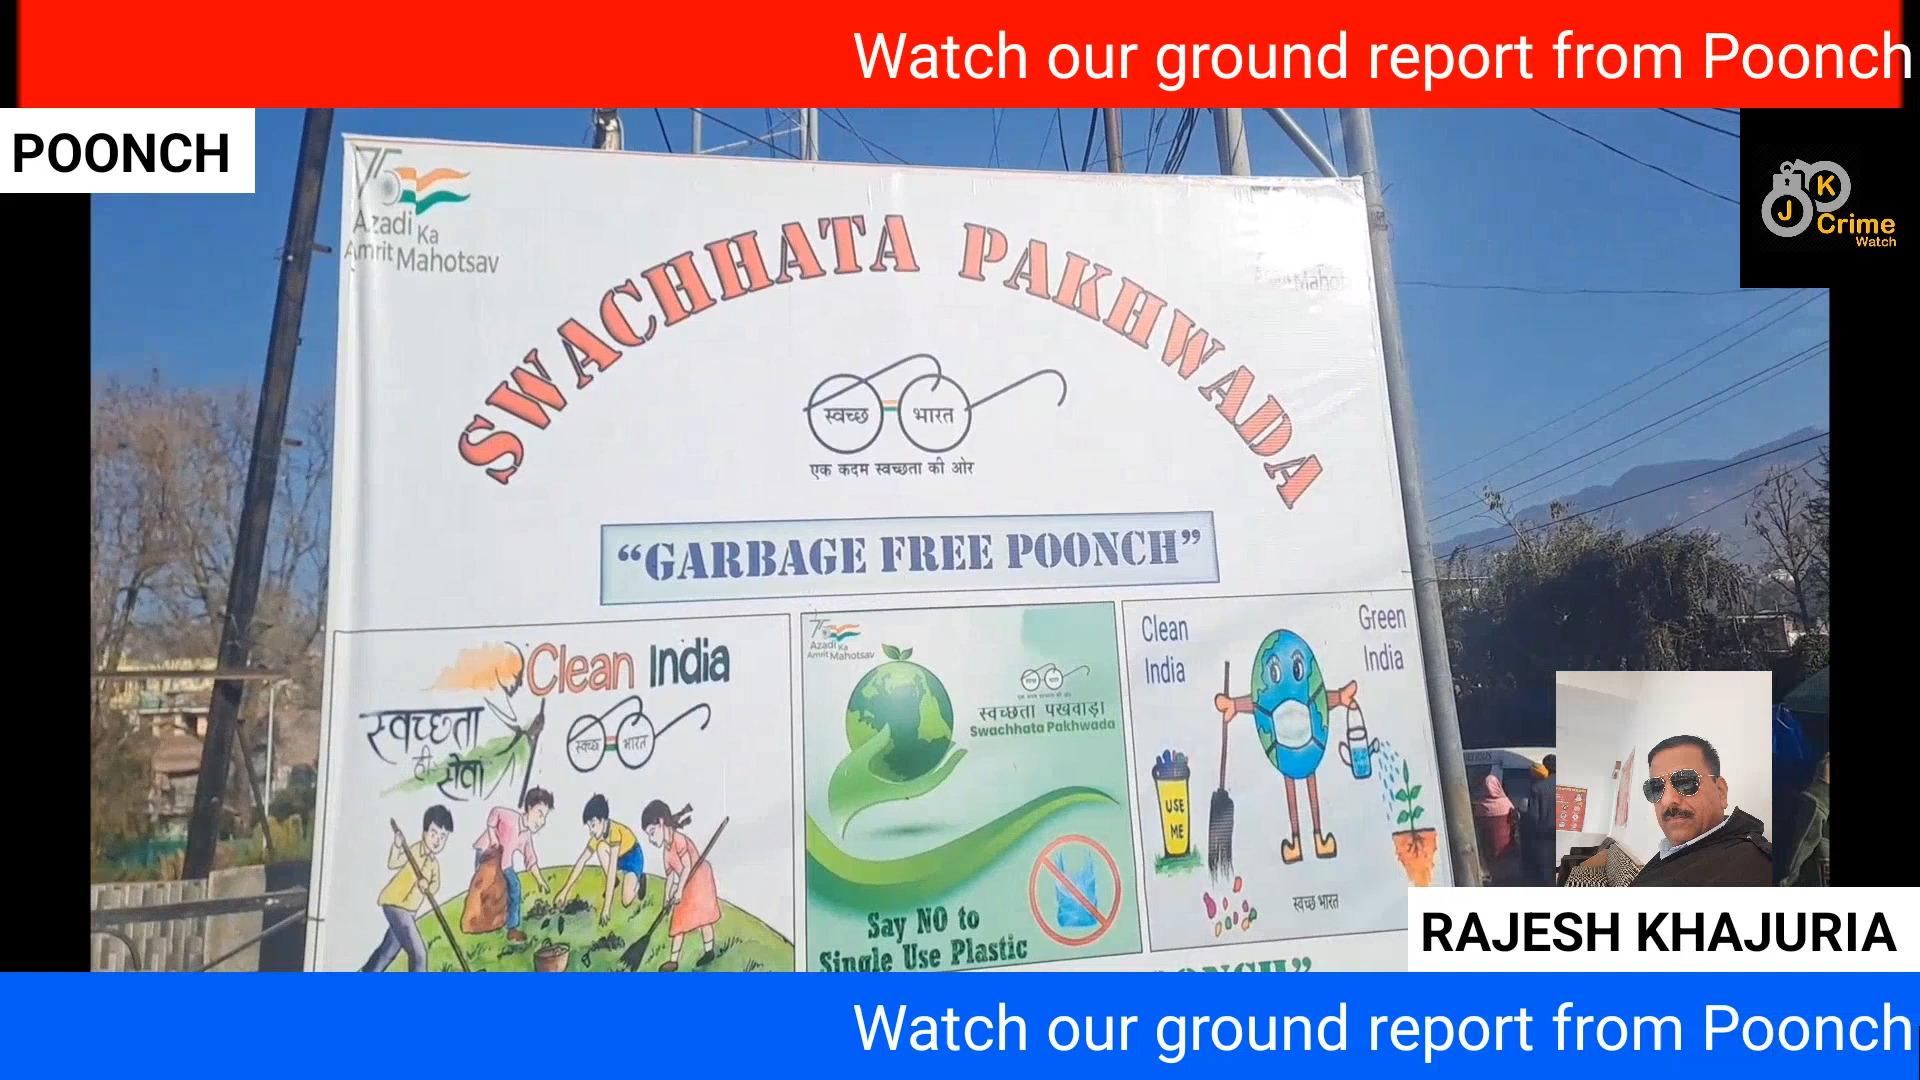 Watch our ground report from Poonch
POONCH
K
J
Crime
Watch
75
Azadi Ka
Amrit Mahotsav
SWACHHATA PAKHWADA
स्वच्छ भारत
एक कदम स्वच्छता की ओर
“GARBAGE FREE POONCH”
Clean India
स्वच्छता
ही
सेवा
स्वच्छ भारत
75
Azadi Ka
Amrit Mahotsav
स्वच्छता पखवाड़ा
Swachhata Pakhwada
Say NO to
Single Use Plastic
Clean
India
Green
India
USE
ME
स्वच्छ भारत
RAJESH KHAJURIA
Watch our ground report from Poonch